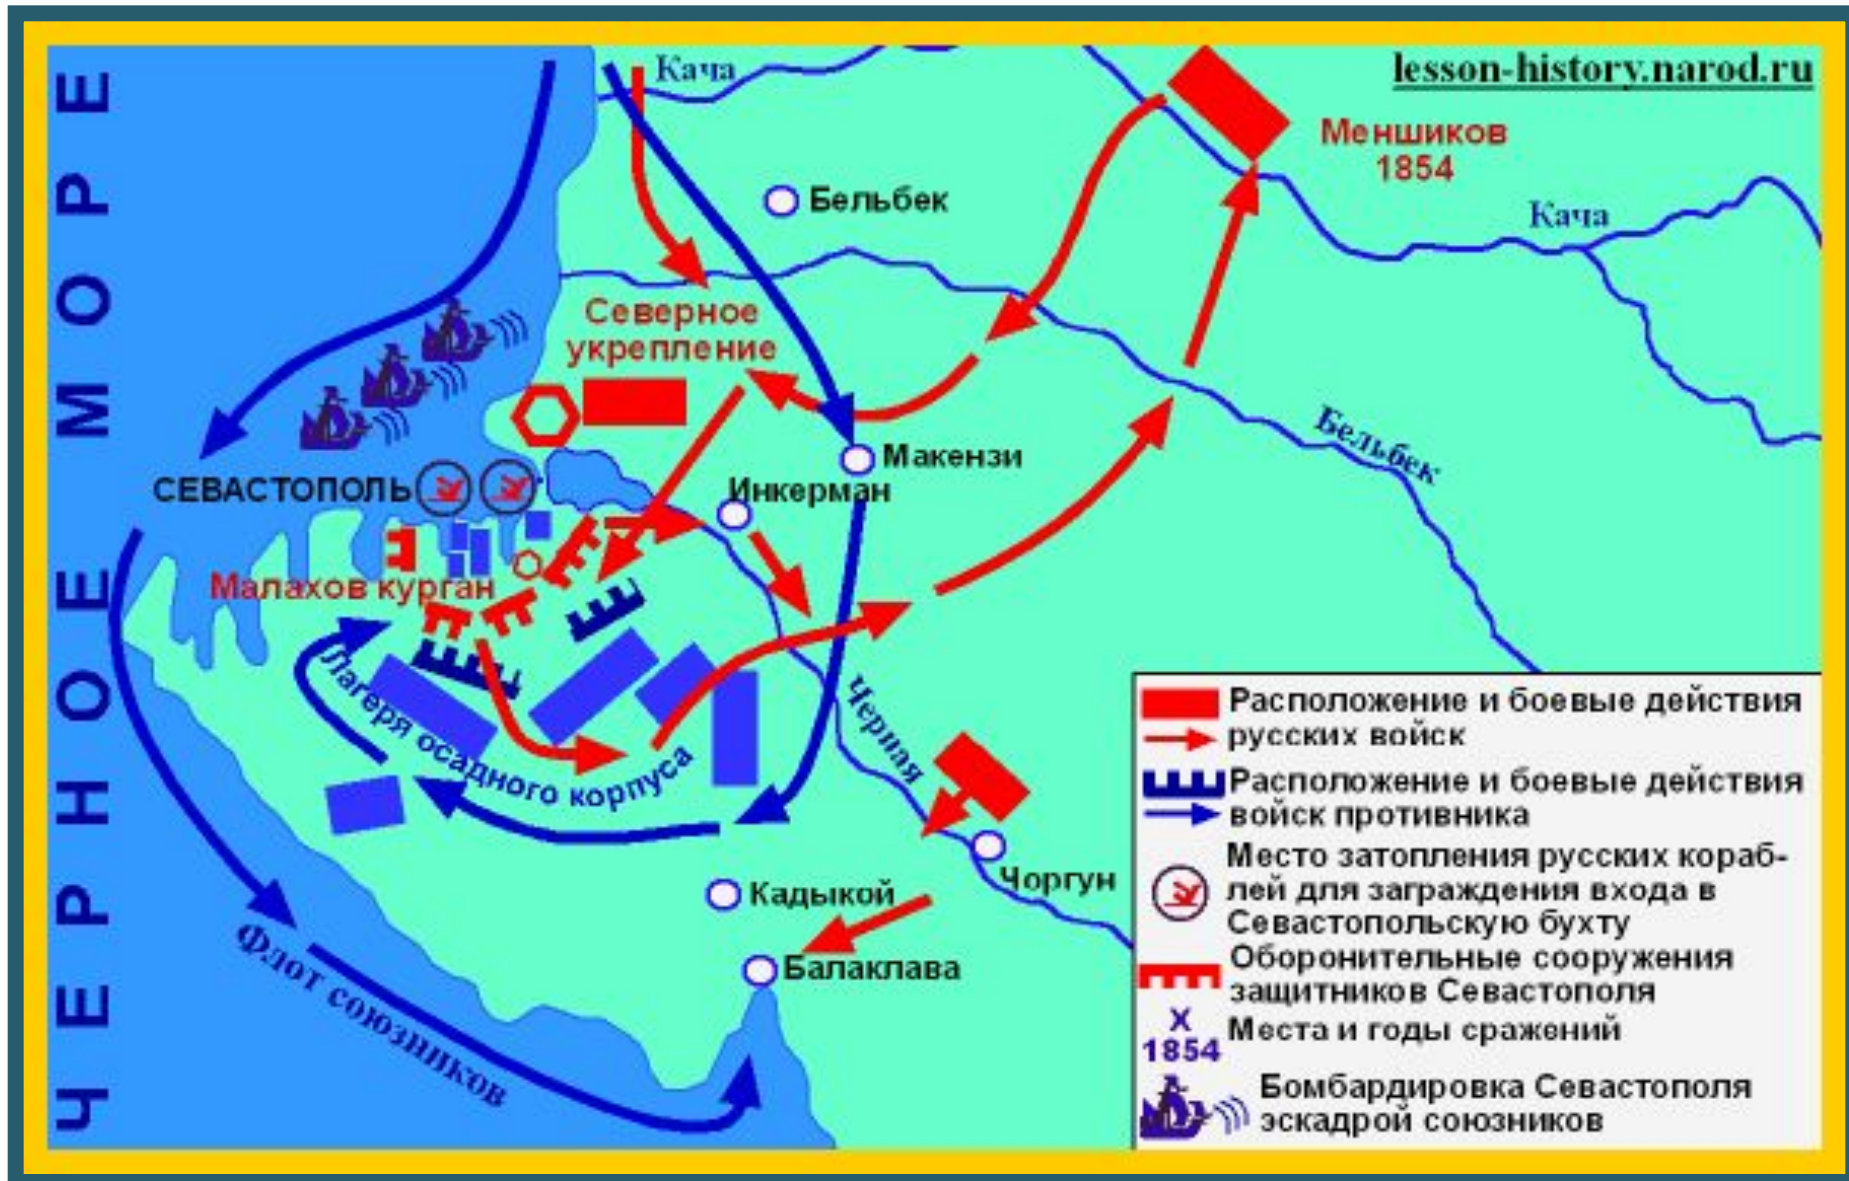 lesson-history.narod.ru
ЧЕРНОЕ МОРЕ
Кача
Меншиков
1854
Бельбек
Кача
Северное
укрепление
Бельбек
Макензи
СЕВАСТОПОЛЬ
Инкерман
Малахов курган
Лагеря осадного корпуса
Черная
Чоргун
Кадыкой
Балаклава
Флот союзников
Расположение и боевые действия
русских войск
Расположение и боевые действия
войск противника
Место затопления русских кораб-
лей для заграждения входа в
Севастопольскую бухту
Оборонительные сооружения
защитников Севастополя
X
1854
Места и годы сражений
Бомбардировка Севастополя
эскадрой союзников